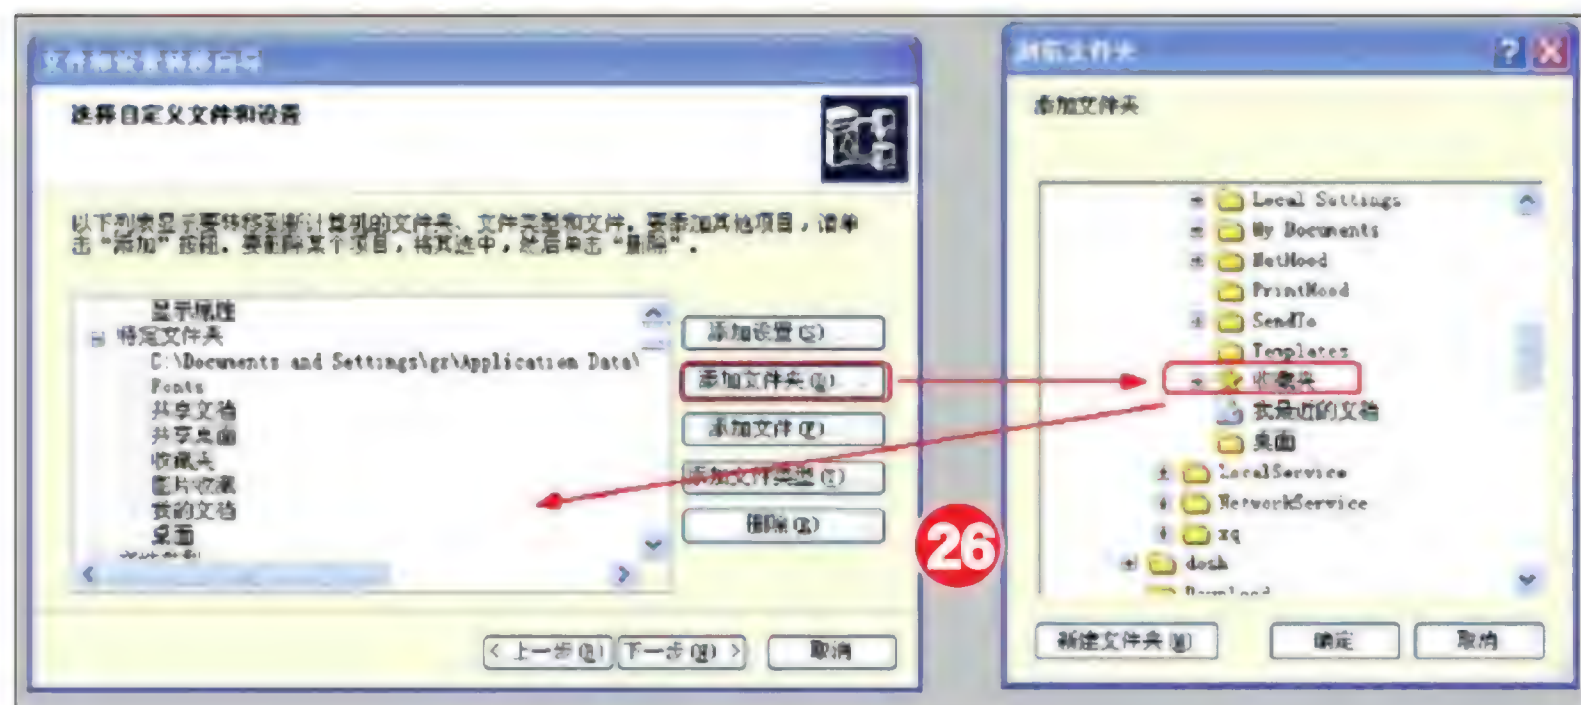 文件和设置转移向导
选择自定义文件和设置
以下列表显示要转移到新计算机的文件夹、文件类型和文件。要添加其他项目，请单
击“添加”按钮。要删除某个项目，将其选中，然后单击“删除”。
显示属性
特定文件夹
C:\Documents and Settings\gr\Application Data\
Fonts
共享文档
共享桌面
收藏夹
图片收藏
我的文档
桌面
添加设置(S)
添加文件夹(D)
添加文件(F)
添加文件类型(T)
删除(R)
< 上一步(B)
下一步(N) >
取消
26
浏览文件夹
添加文件夹
Local Settings
My Documents
NetHood
PrintHood
SendTo
Templates
收藏夹
我最近的文档
桌面
LocalService
NetworkService
xq
dosh
Download
新建文件夹(M)
确定
取消